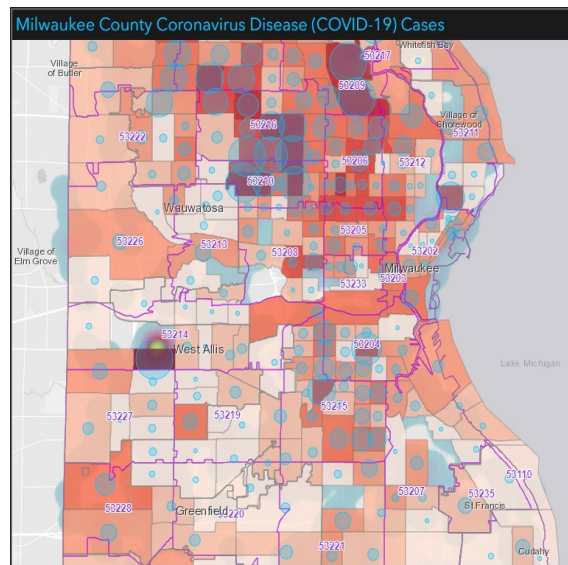 Milwaukee County Coronavirus Disease (COVID-19) Cases
Whitefish Bay
53217
Village
of Butler
53209
Village of
Shorewood
53211
53216
53222
53206
53212
53210
Wauwatosa
53205
53226
53213
53208
53202
Village of
Elm Grove
Milwaukee
53203
53233
53214
West Allis
53204
Lake Michigan
53215
53227
53219
53110
53207
53235
St Francis
53228
Greenfield
53220
53221
Cudahy